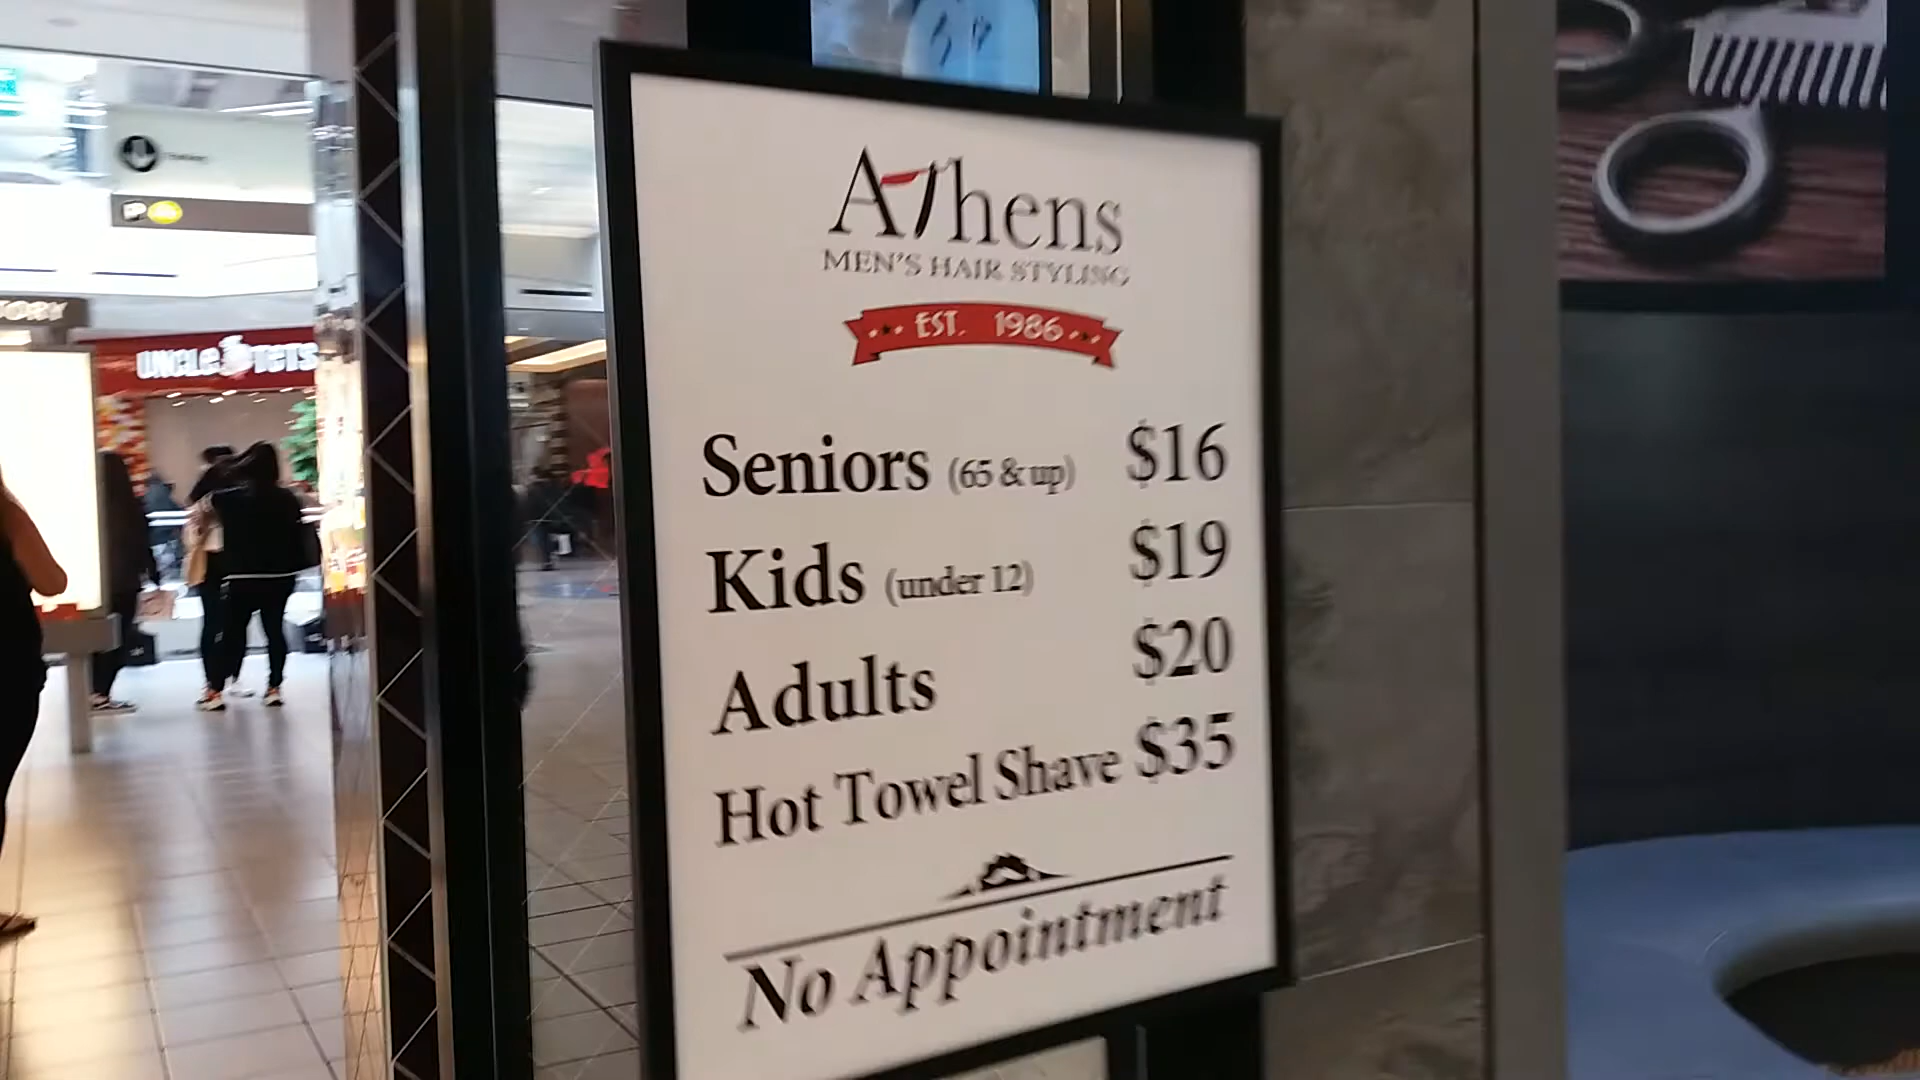 Athens
MEN'S HAIR STYLING
EST. 1986
Seniors (65 & up) $16
Kids (under 12) $19
Adults $20
Hot Towel Shave $35
No Appointment
UNCLE TETSU